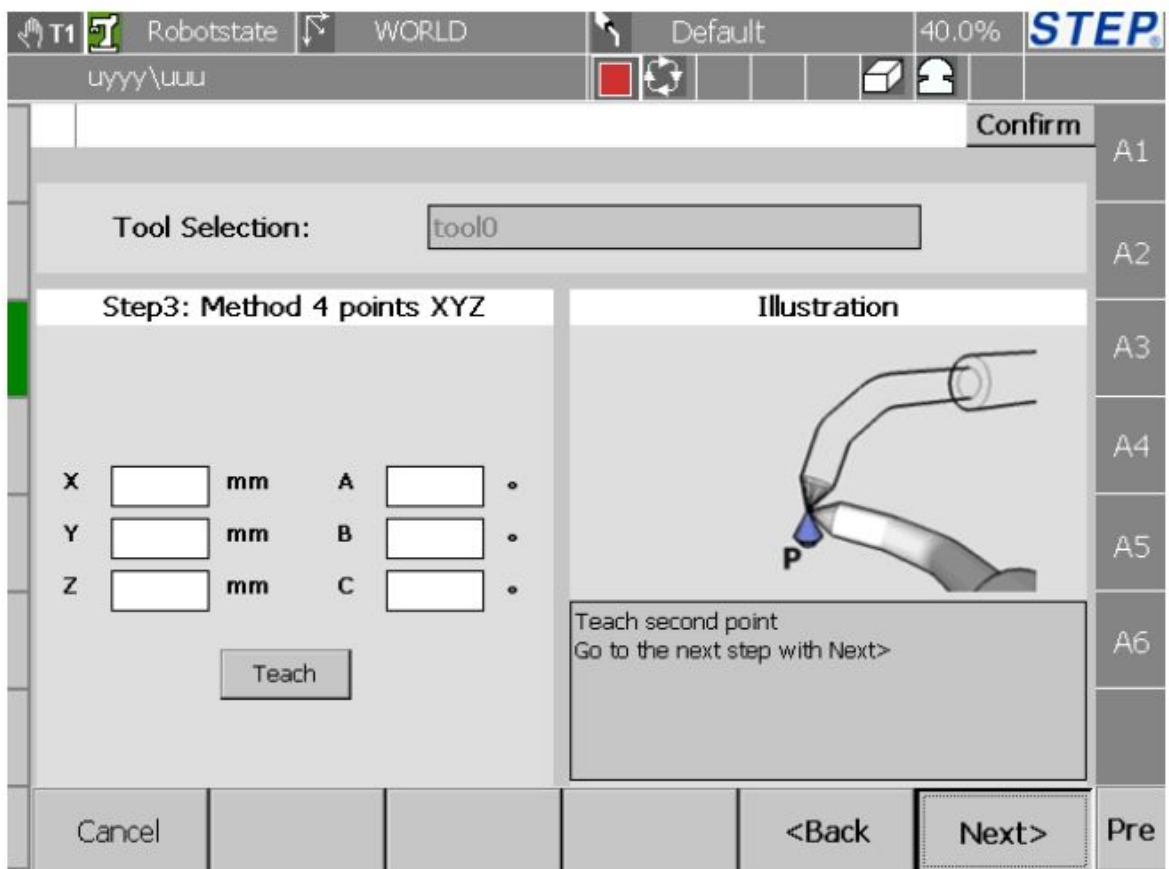 T1 Robotstate WORLD Default 40.0% STEP.
uyyy\uuu
Confirm
A1
Tool Selection: tool0
A2
Step3: Method 4 points XYZ
Illustration
A3
A4
X mm A °
Y mm B °
Z mm C °
P
A5
Teach
Teach second point
Go to the next step with Next>
A6
Cancel <Back Next> Pre